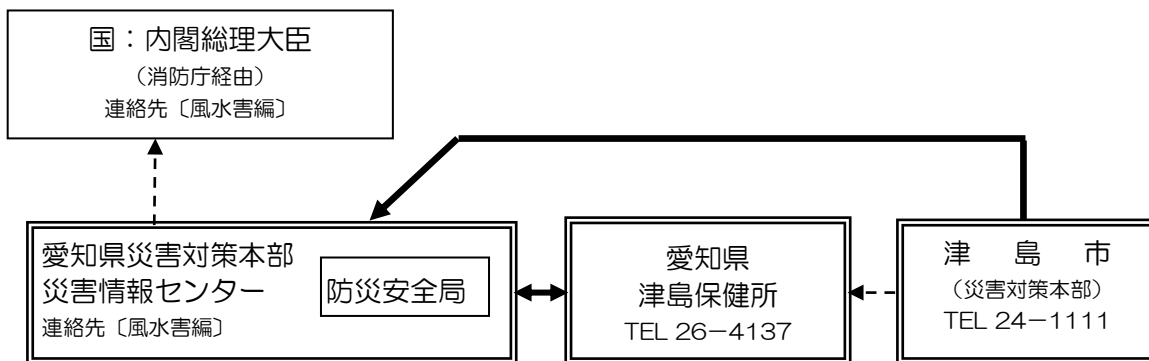 国：内閣総理大臣
（消防庁経由）
連絡先〔風水害編〕
愛知県災害対策本部
災害情報センター
連絡先〔風水害編〕
防災安全局
愛知県
津島保健所
TEL 26－4137
津　島　市
（災害対策本部）
TEL 24－1111